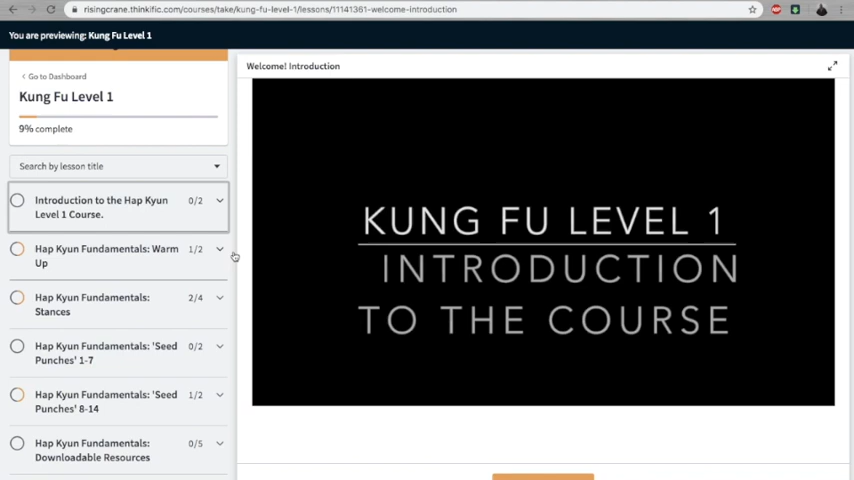 risingcrane.thinkific.com/courses/take/kung-fu-level-1/lessons/11141361-welcome-introduction
You are previewing: Kung Fu Level 1
Go to Dashboard
Kung Fu Level 1
9% complete
Search by lesson title
Introduction to the Hap Kyun
Level 1 Course.
0/2
Hap Kyun Fundamentals: Warm
Up
1/2
Hap Kyun Fundamentals:
Stances
2/4
Hap Kyun Fundamentals: 'Seed
Punches' 1-7
0/2
Hap Kyun Fundamentals: 'Seed
Punches' 8-14
1/2
Hap Kyun Fundamentals:
Downloadable Resources
0/5
Welcome! Introduction
KUNG FU LEVEL 1
INTRODUCTION
TO THE COURSE